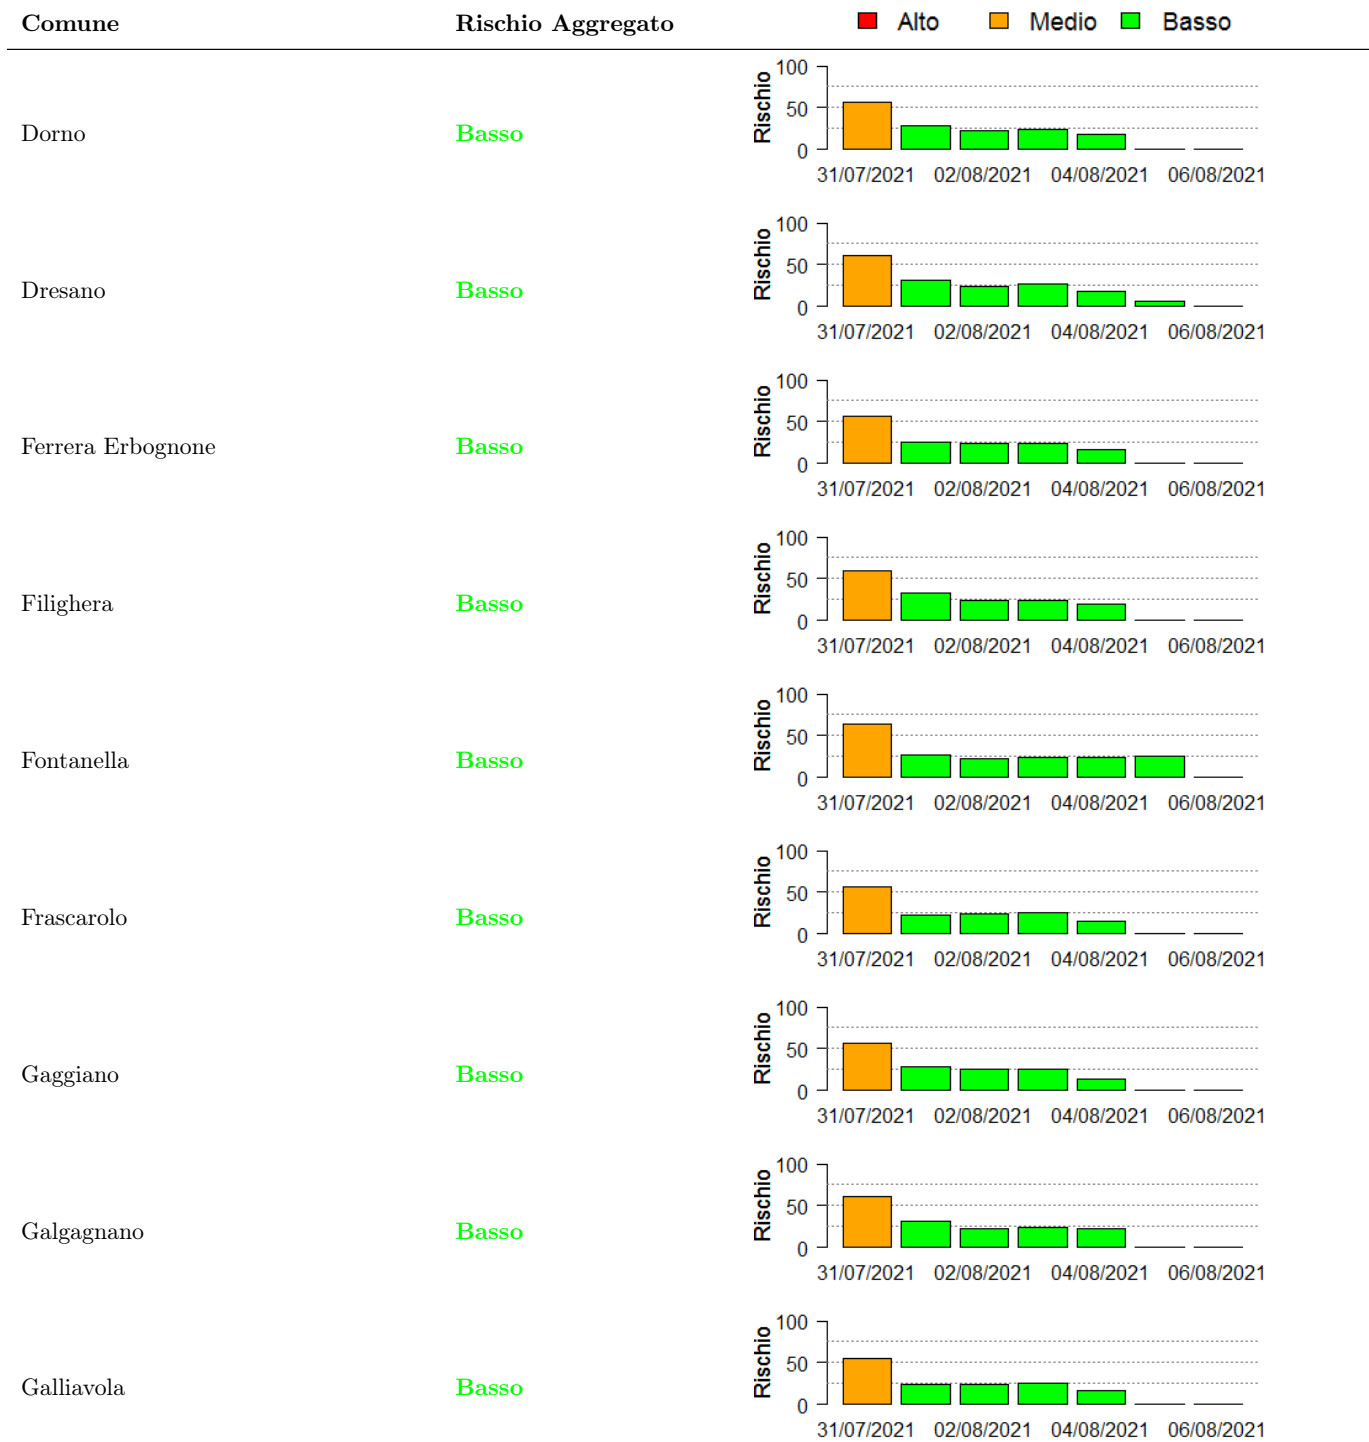 Comune Rischio Aggregato Alto Medio Basso
100
50
0
Rischio
Dorno Basso
31/07/2021 02/08/2021 04/08/2021 06/08/2021
100
50
0
Rischio
Dresano Basso
31/07/2021 02/08/2021 04/08/2021 06/08/2021
100
50
0
Rischio
Ferrera Erbognone Basso
31/07/2021 02/08/2021 04/08/2021 06/08/2021
100
50
0
Rischio
Filighera Basso
31/07/2021 02/08/2021 04/08/2021 06/08/2021
100
50
0
Rischio
Fontanella Basso
31/07/2021 02/08/2021 04/08/2021 06/08/2021
100
50
0
Rischio
Frascarolo Basso
31/07/2021 02/08/2021 04/08/2021 06/08/2021
100
50
0
Rischio
Gaggiano Basso
31/07/2021 02/08/2021 04/08/2021 06/08/2021
100
50
0
Rischio
Galgagnano Basso
31/07/2021 02/08/2021 04/08/2021 06/08/2021
100
50
0
Rischio
Galliavola Basso
31/07/2021 02/08/2021 04/08/2021 06/08/2021